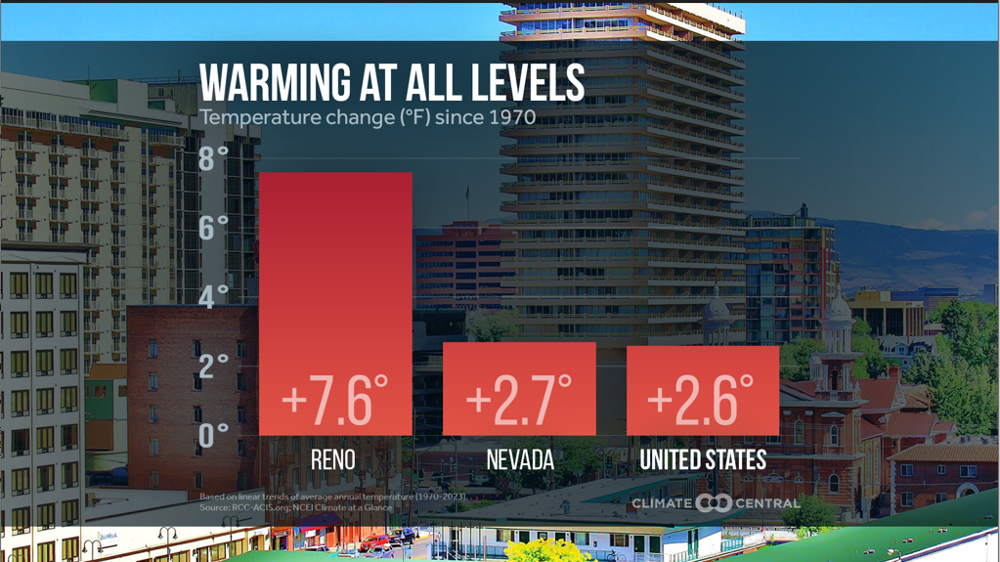 WARMING AT ALL LEVELS
Temperature change (°F) since 1970
8°
6°
4°
2°
0°
+7.6°
+2.7°
+2.6°
RENO
NEVADA
UNITED STATES
Based on linear trends of average annual temperature (1970-2023).
Source: RCC-ACIS.org; NCEI Climate at a Glance
CLIMATE CENTRAL